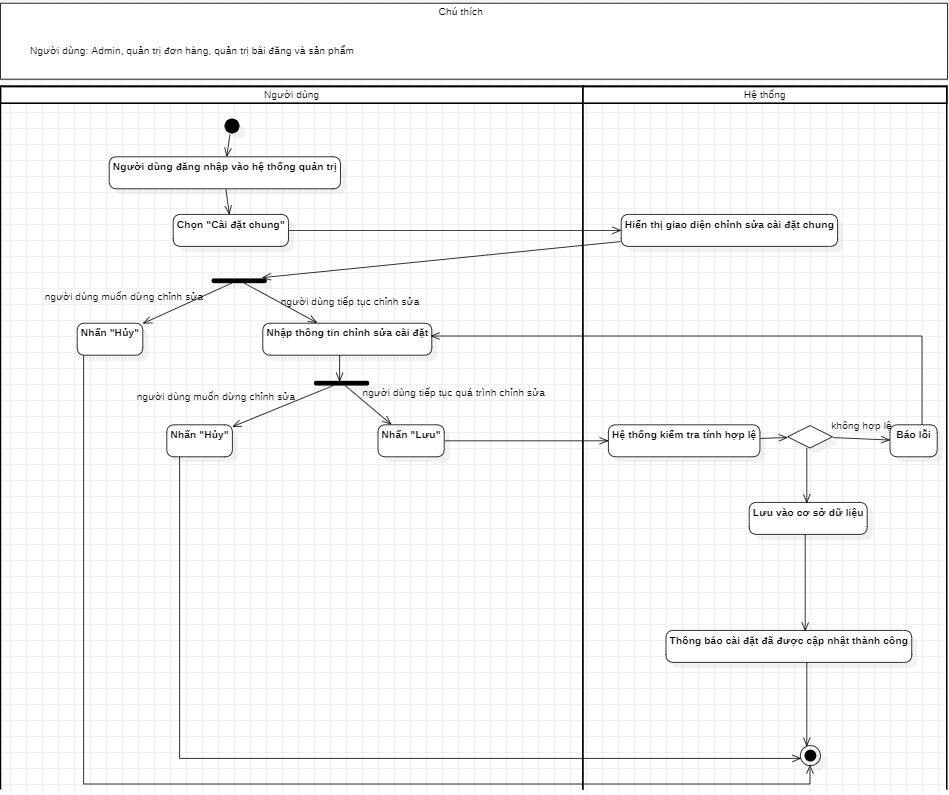 Chú thích
Người dùng: Admin, quản trị đơn hàng, quản trị bài đăng và sản phẩm
Người dùng
Hệ thống
Người dùng đăng nhập vào hệ thống quản trị
Chọn "Cài đặt chung"
Hiển thị giao diện chỉnh sửa cài đặt chung
người dùng muốn dừng chỉnh sửa
người dùng tiếp tục chỉnh sửa
Nhấn "Hủy"
Nhập thông tin chỉnh sửa cài đặt
người dùng muốn dừng chỉnh sửa
người dùng tiếp tục quá trình chỉnh sửa
Nhấn "Hủy"
Nhấn "Lưu"
Hệ thống kiểm tra tính hợp lệ
không hợp lệ
Báo lỗi
Lưu vào cơ sở dữ liệu
Thông báo cài đặt đã được cập nhật thành công